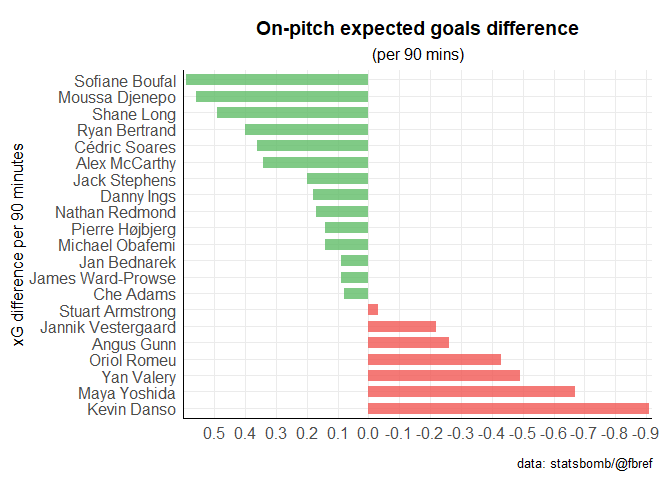 On-pitch expected goals difference
(per 90 mins)
xG difference per 90 minutes
Sofiane Boufal
Moussa Djenepo
Shane Long
Ryan Bertrand
Cédric Soares
Alex McCarthy
Jack Stephens
Danny Ings
Nathan Redmond
Pierre Højbjerg
Michael Obafemi
Jan Bednarek
James Ward-Prowse
Che Adams
Stuart Armstrong
Jannik Vestergaard
Angus Gunn
Oriol Romeu
Yan Valery
Maya Yoshida
Kevin Danso
0.5 0.4 0.3 0.2 0.1 0.0 -0.1 -0.2 -0.3 -0.4 -0.5 -0.6 -0.7 -0.8 -0.9
data: statsbomb/@fbref